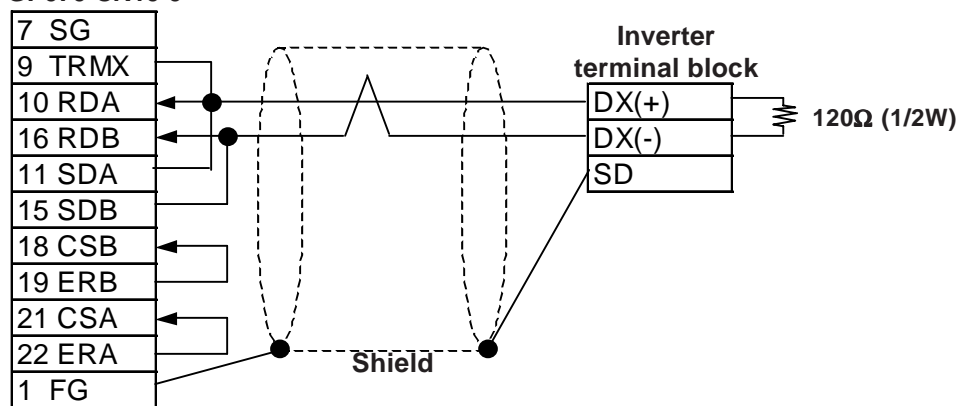 7 SG
9 TRMX
10 RDA
16 RDB
11 SDA
15 SDB
18 CSB
19 ERB
21 CSA
22 ERA
1 FG
Shield
Inverter
terminal block
DX(+)
DX(-)
SD
120Ω (1/2W)